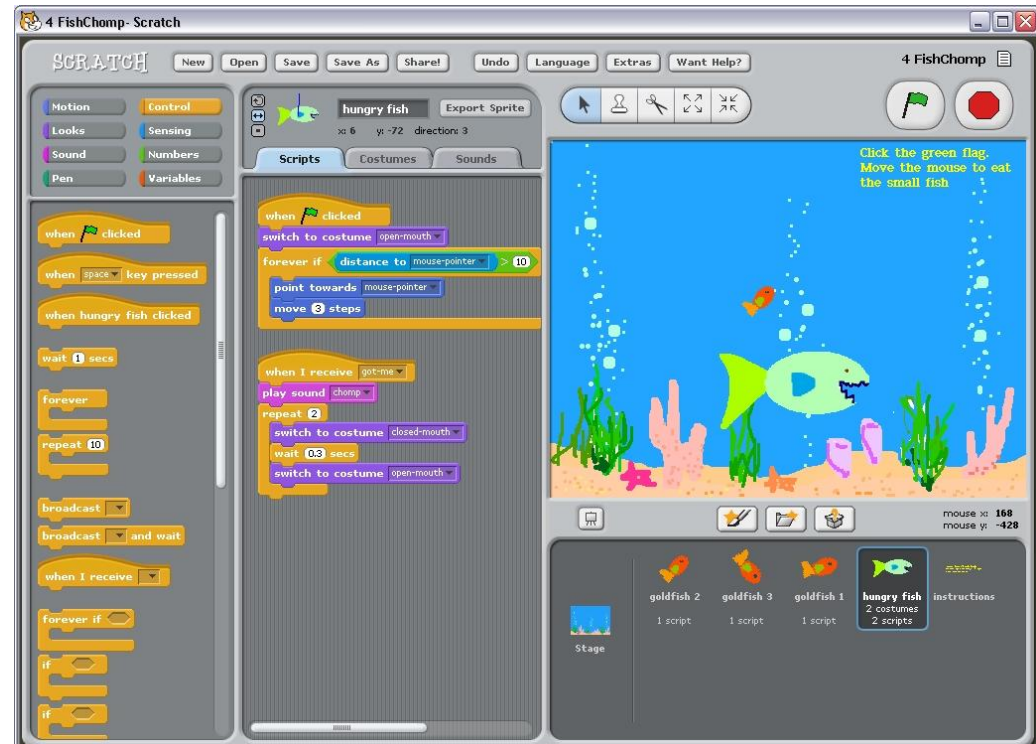 4 FishChomp- Scratch
SCRATCH
New Open Save Save As Share! Undo Language Extras Want Help?
4 FishChomp
Motion Control
Looks Sensing
Sound Numbers
Pen Variables
hungry fish Export Sprite
x: 6 y: -72 direction: 3
Scripts Costumes Sounds
when clicked
when space key pressed
when hungry fish clicked
wait 1 secs
forever
repeat 10
broadcast
broadcast and wait
when I receive
forever if
if
if
when clicked
switch to costume open-mouth
forever if distance to mouse-pointer > 10
point towards mouse-pointer
move 3 steps
when I receive got-me
play sound chomp
repeat 2
switch to costume closed-mouth
wait 0.3 secs
switch to costume open-mouth
Click the green flag.
Move the mouse to eat
the small fish
mouse x: 168
mouse y: -428
goldfish 2 goldfish 3 goldfish 1 hungry fish instructions
1 script 1 script 1 script 2 costumes
2 scripts
Stage